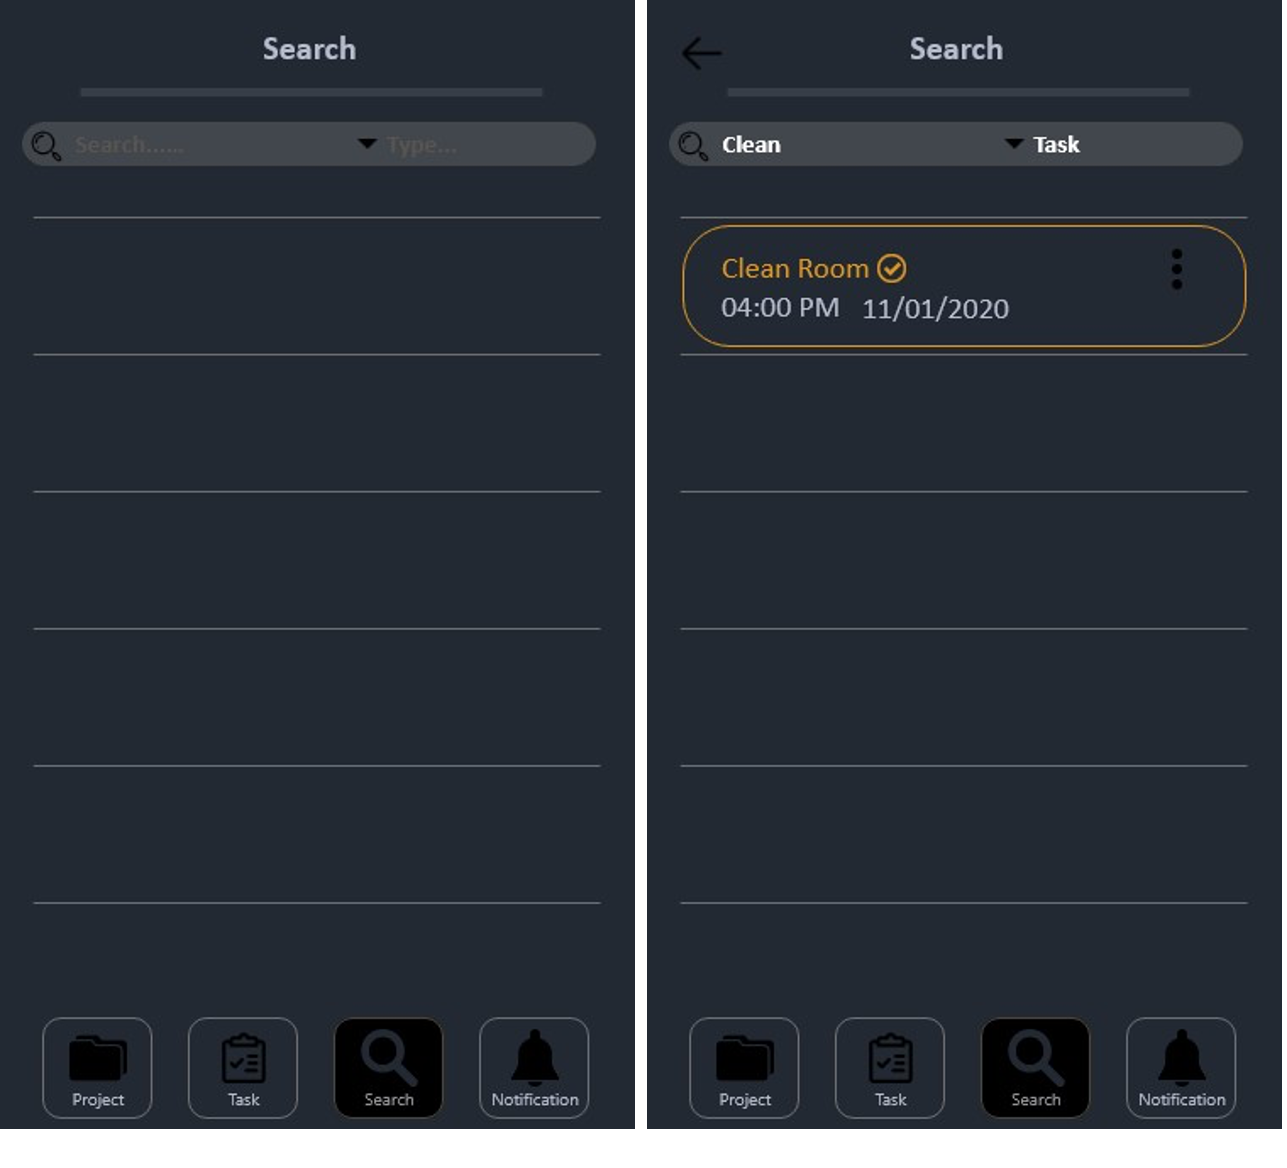 Search
Search...... Type...
Project Task Search Notification
Search
Clean Task
Clean Room
04:00 PM 11/01/2020
Project Task Search Notification